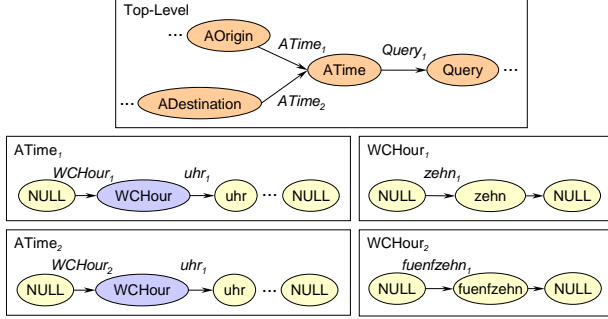 Top-Level
... AOrigin ATime₁ Query₁
ATime Query ...
... ADestination ATime₂
ATime₁
WCHour₁ uhr₁
NULL WCHour uhr ... NULL
WCHour₁
zehn₁
NULL zehn NULL
ATime₂
WCHour₂ uhr₁
NULL WCHour uhr ... NULL
WCHour₂
fuenfzehn₁
NULL fuenfzehn NULL